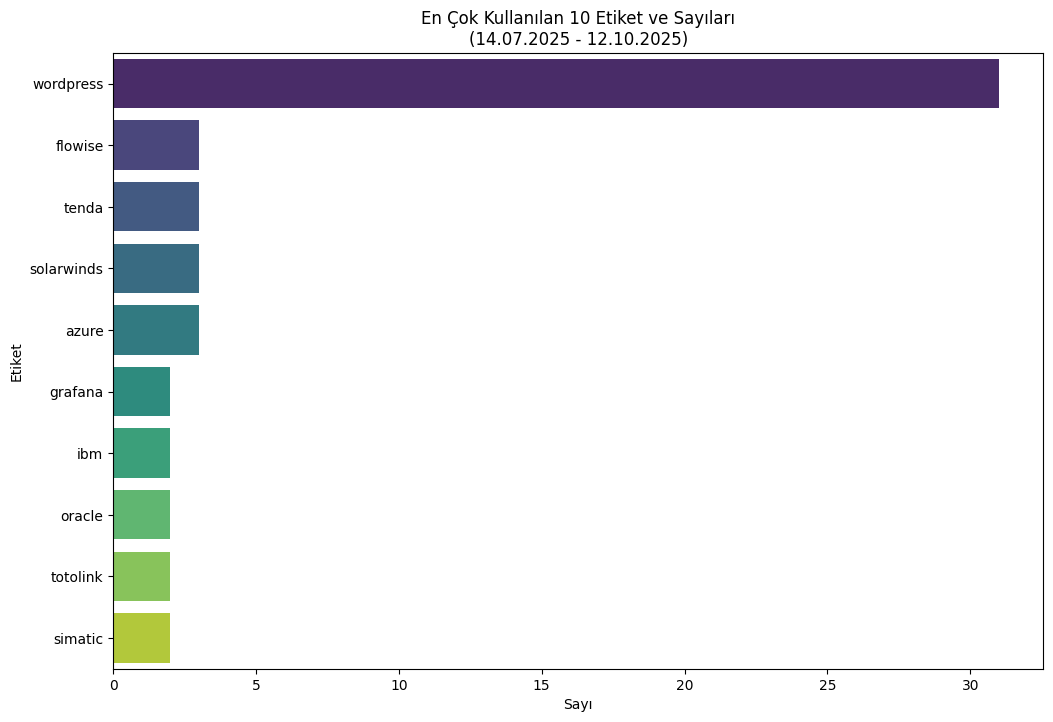 En Çok Kullanılan 10 Etiket ve Sayıları
(14.07.2025 - 12.10.2025)
wordpress
flowise
tenda
solarwinds
azure
grafana
ibm
oracle
totolink
simatic
Etiket
0 5 10 15 20 25 30
Sayı